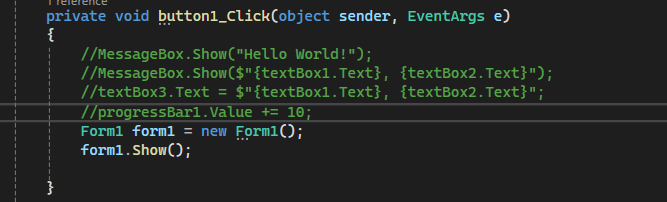 1 reference
private void button1_Click(object sender, EventArgs e)
{
//MessageBox.Show("Hello World!");
//MessageBox.Show($"{textBox1.Text}, {textBox2.Text}");
//textBox3.Text = $"{textBox1.Text}, {textBox2.Text}";
//progressBar1.Value += 10;
Form1 form1 = new Form1();
form1.Show();
}